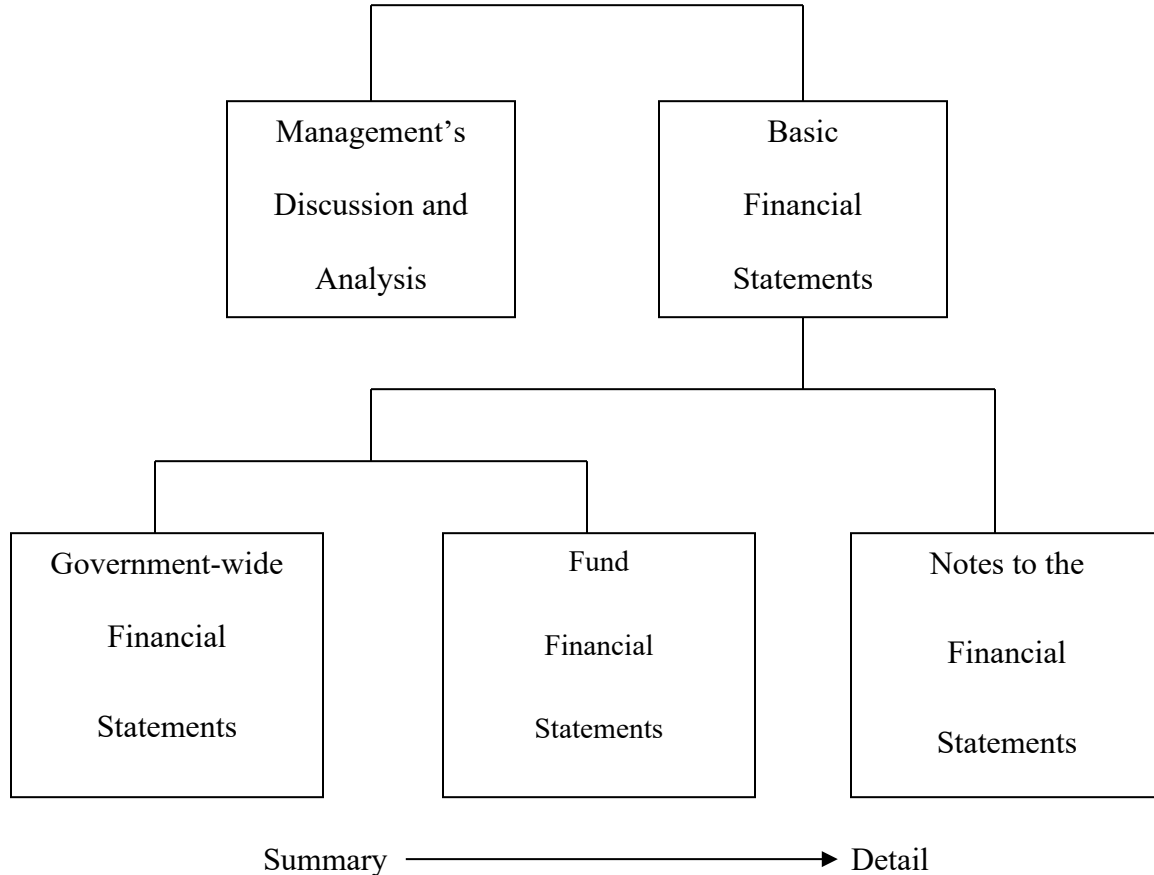 Management’s
Discussion and
Analysis
Basic
Financial
Statements
Government-wide
Financial
Statements
Fund
Financial
Statements
Notes to the
Financial
Statements
Summary
Detail